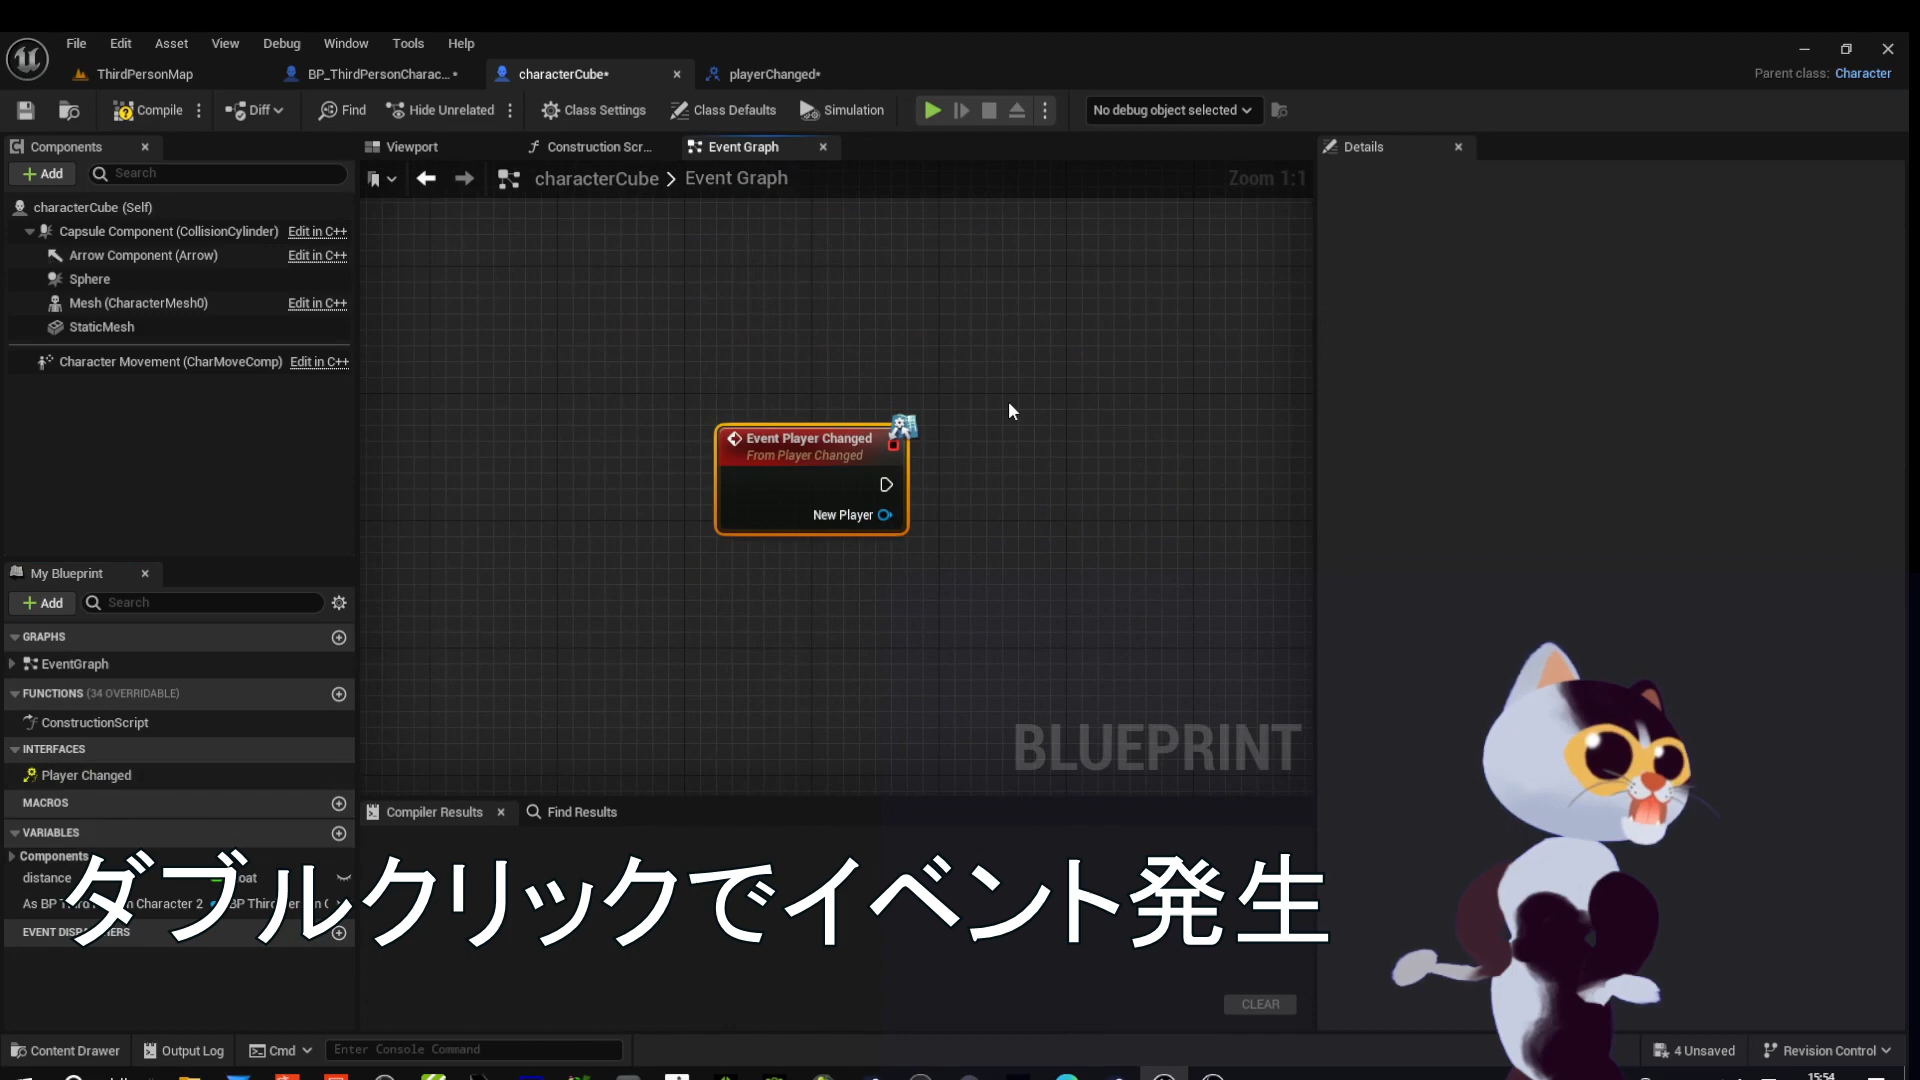 File Edit Asset View Debug Window Tools Help
ThirdPersonMap BP_ThirdPersonCharac...* characterCube* playerChanged* Parent class: Character
Compile Diff Find Hide Unrelated Class Settings Class Defaults Simulation No debug object selected
Components Viewport Construction Scr... Event Graph Details
Add Search characterCube > Event Graph Zoom 1:1
characterCube (Self)
Capsule Component (CollisionCylinder) Edit in C++
Arrow Component (Arrow) Edit in C++
Sphere
Mesh (CharacterMesh0) Edit in C++
StaticMesh
Character Movement (CharMoveComp) Edit in C++
Event Player Changed
From Player Changed
New Player
My Blueprint
Add Search
GRAPHS
EventGraph
FUNCTIONS (34 OVERRIDABLE)
ConstructionScript
INTERFACES
Player Changed
MACROS
BLUEPRINT
Compiler Results Find Results
VARIABLES
Components
distance
ダブルクリックでイベント発生
CLEAR
Content Drawer Output Log Cmd Enter Console Command 4 Unsaved Revision Control
15:54